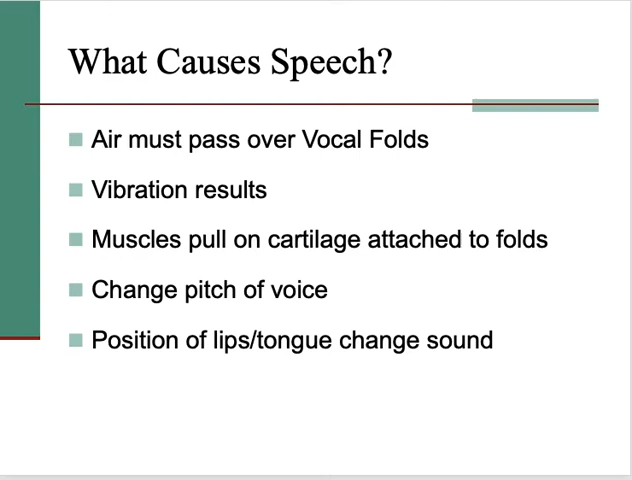 What Causes Speech?
Air must pass over Vocal Folds
Vibration results
Muscles pull on cartilage attached to folds
Change pitch of voice
Position of lips/tongue change sound